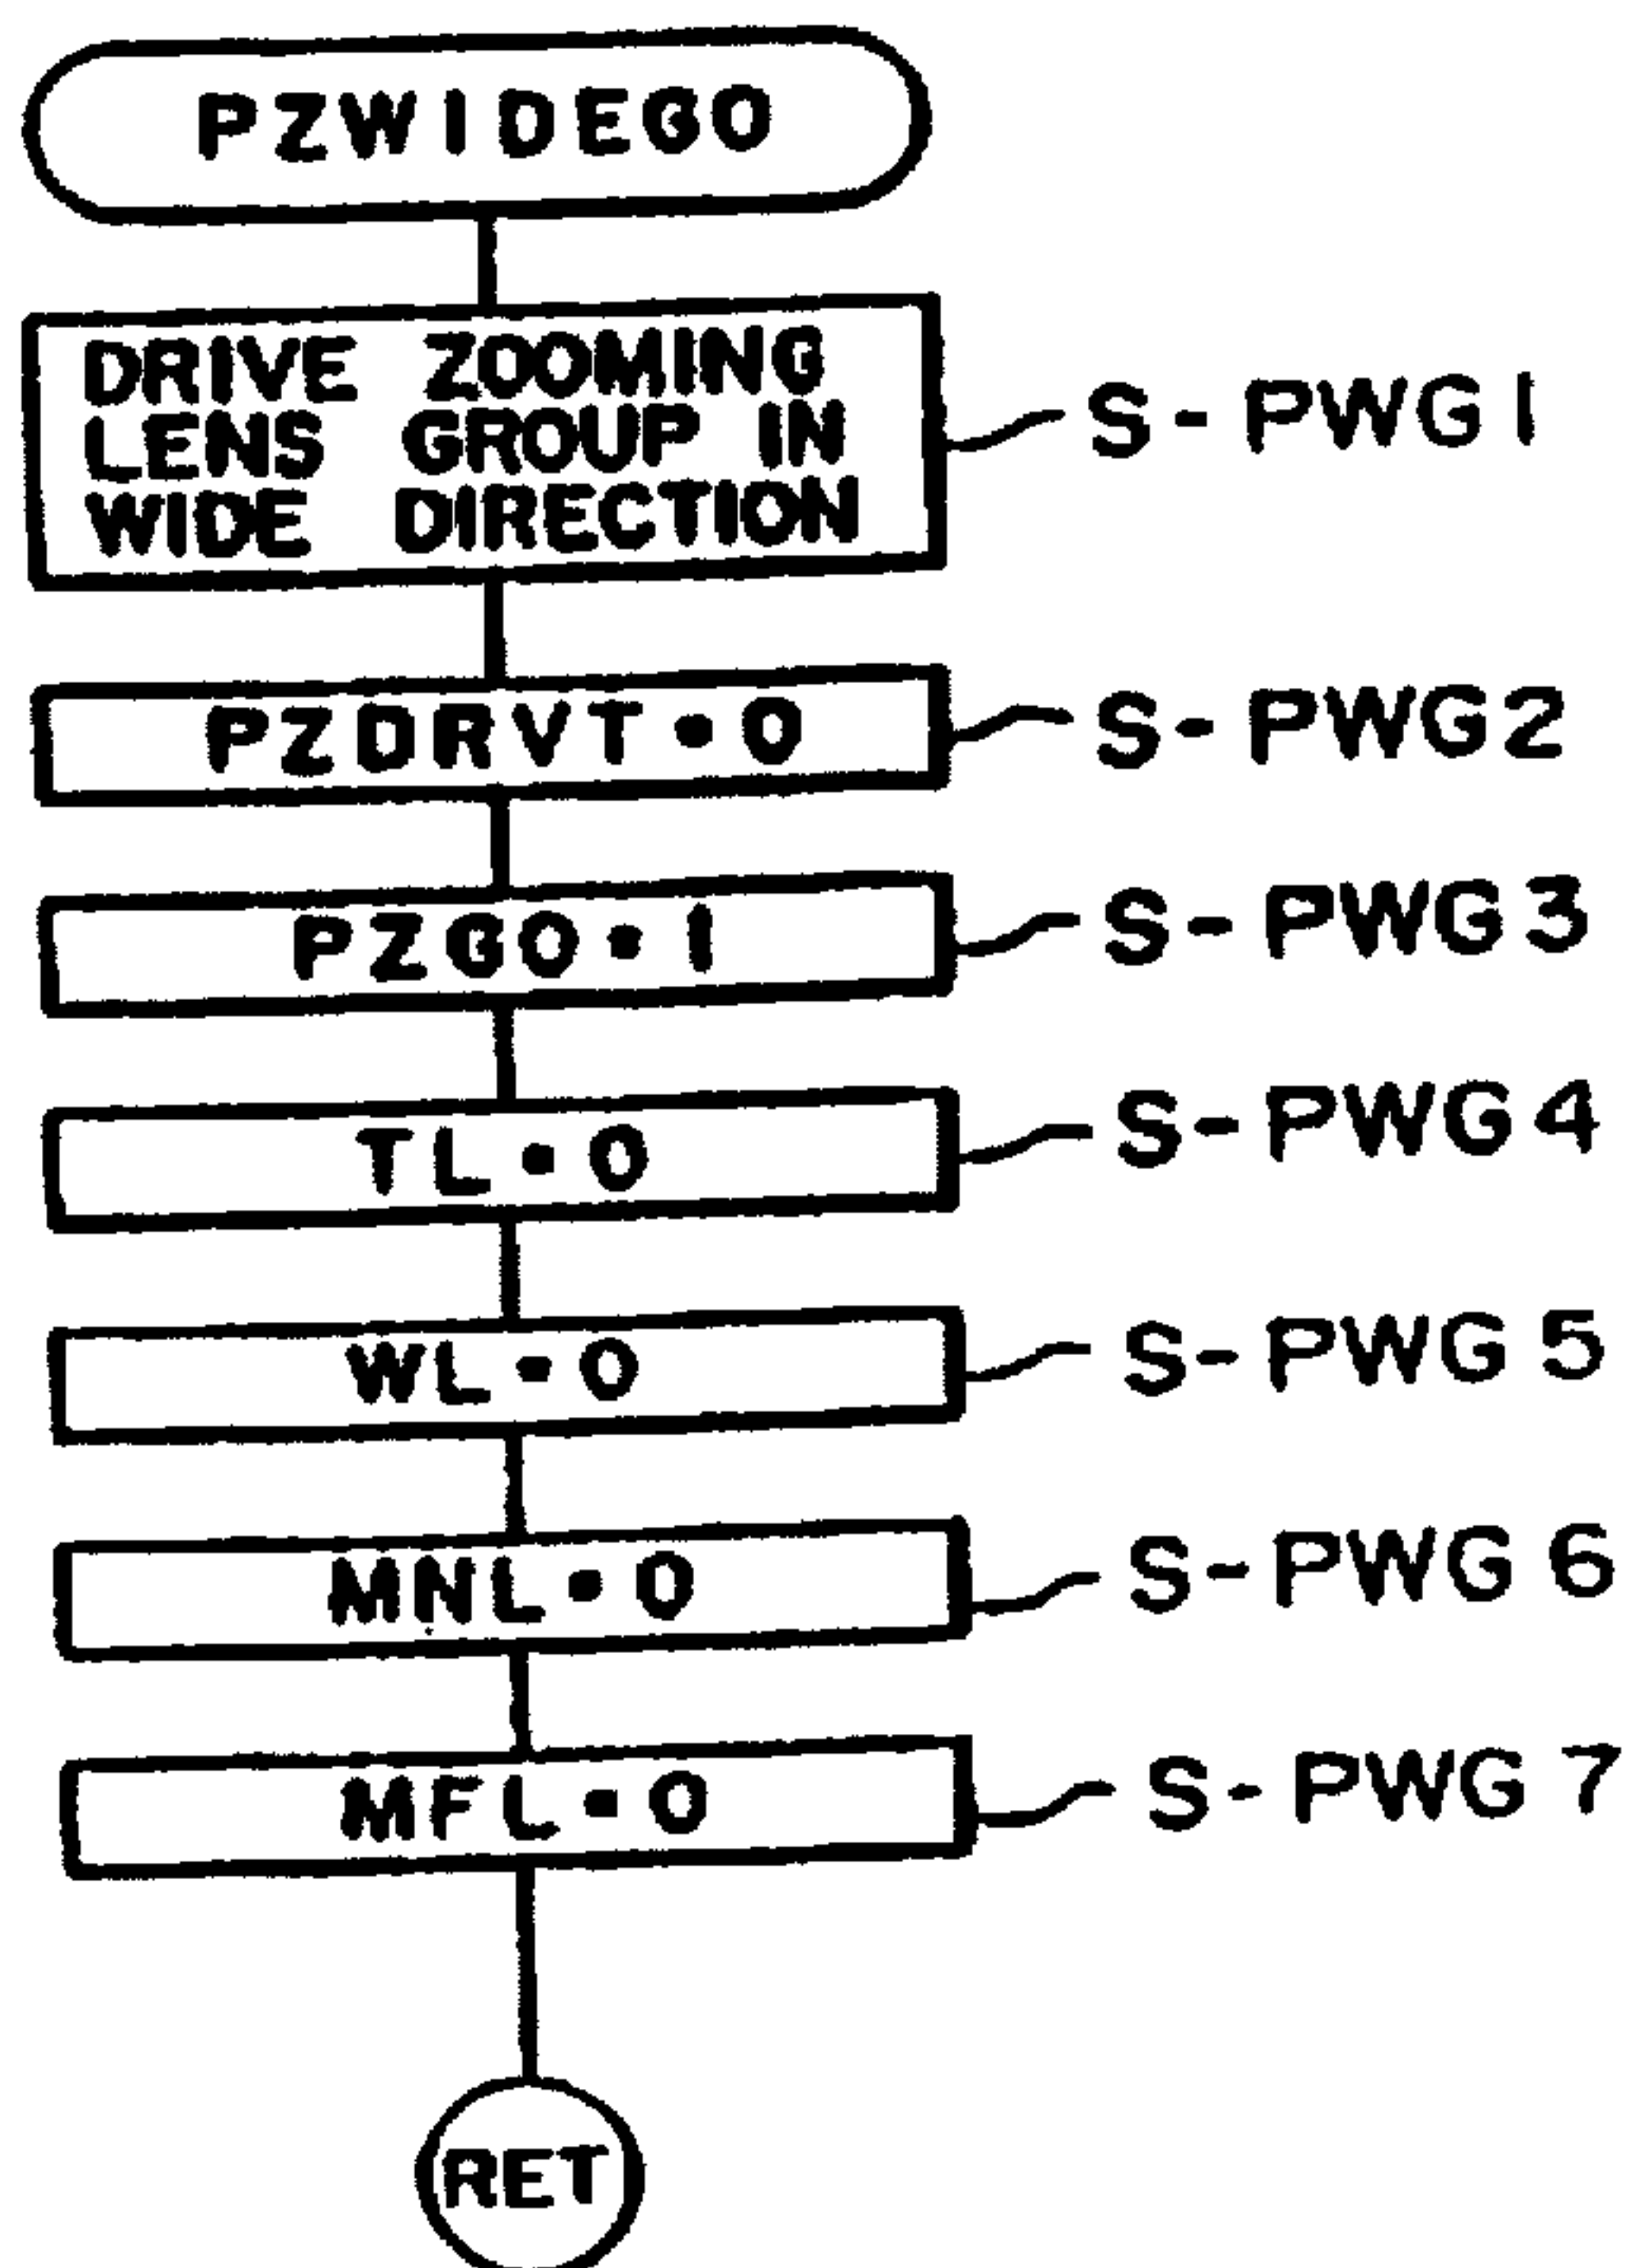 PZWIDEGO
DRIVE ZOOMING
LENS GROUP IN
WIDE DIRECTION
S-PWG1
PZDRVT=0
S-PWG2
PZGO=1
S-PWG3
TL=0
S-PWG4
WL=0
S-PWG5
MNL=0
S-PWG6
MFL=0
S-PWG7
RET